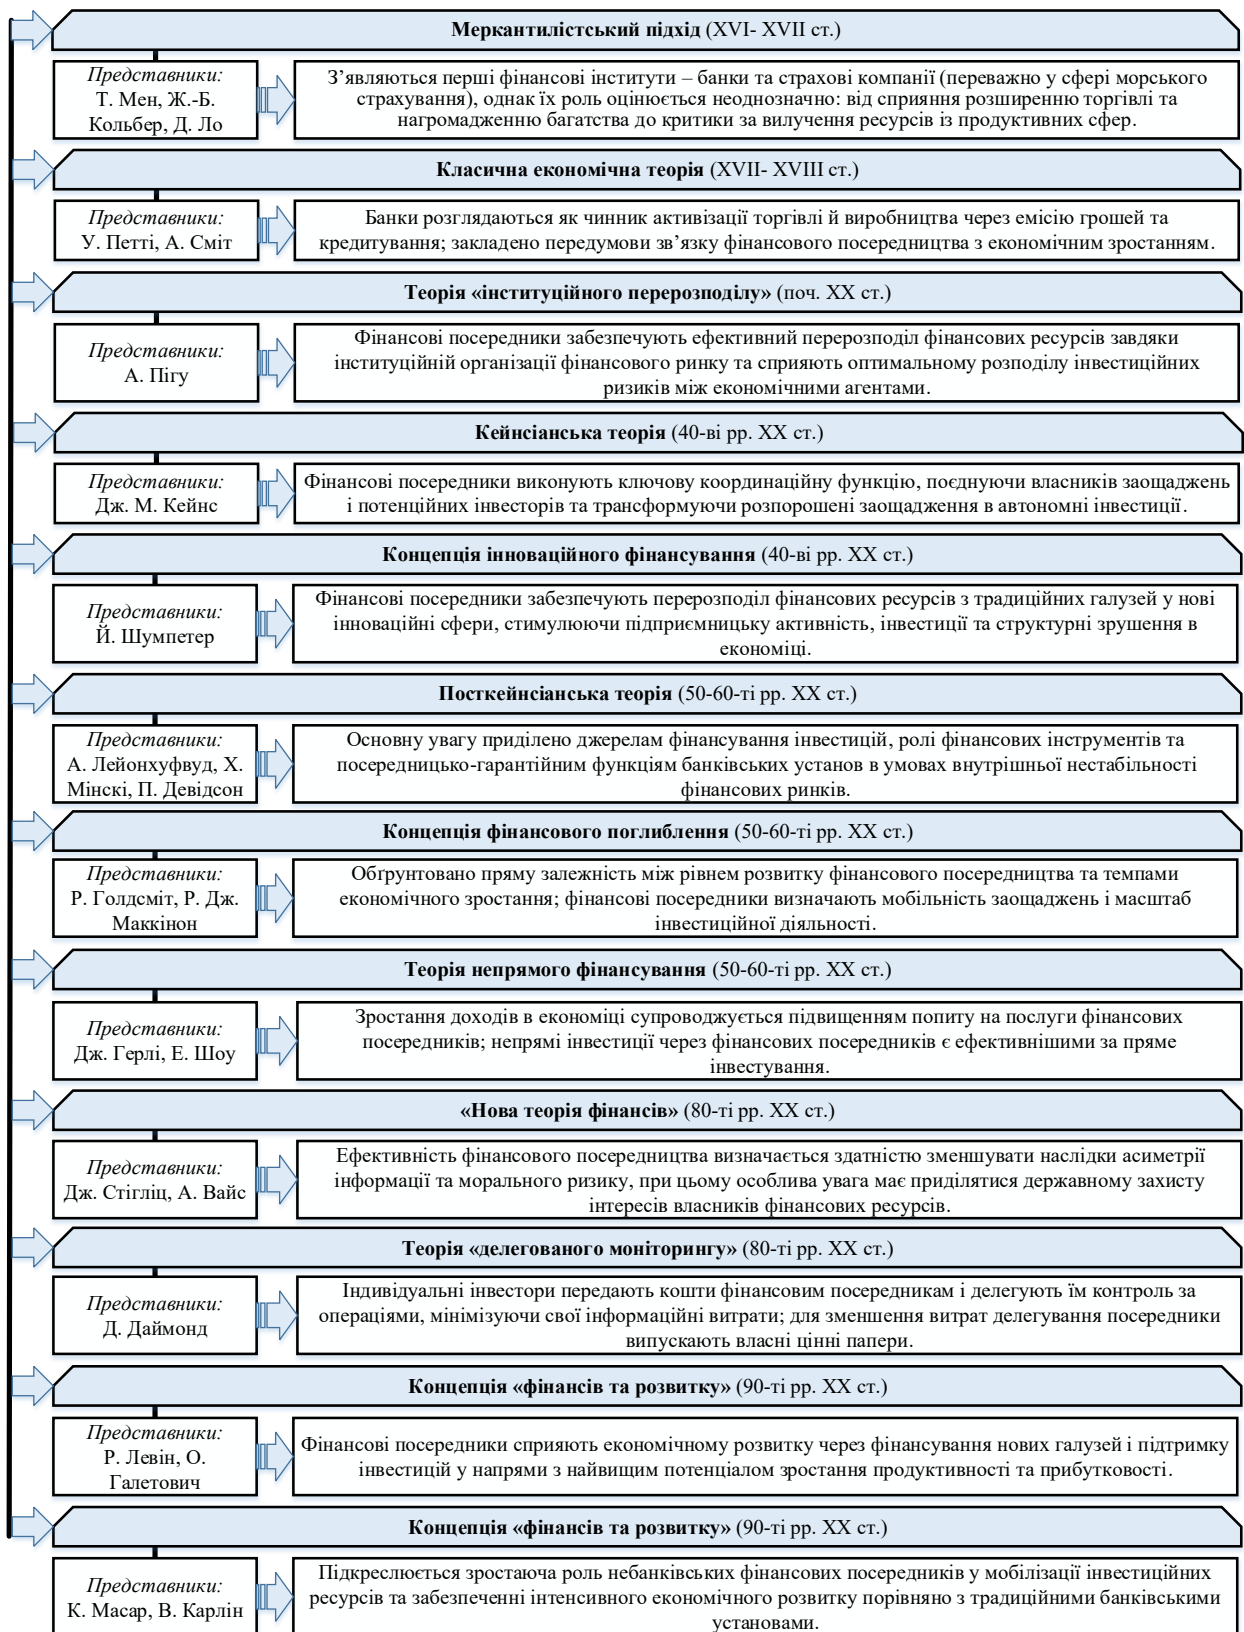 Меркантилістський підхід (XVI- XVII ст.)
Представники:
Т. Мен, Ж.-Б.
Кольбер, Д. Ло
З’являються перші фінансові інститути – банки та страхові компанії (переважно у сфері морського
страхування), однак їх роль оцінюється неоднозначно: від сприяння розширенню торгівлі та
нагромадженню багатства до критики за вилучення ресурсів із продуктивних сфер.
Класична економічна теорія (XVII- XVIII ст.)
Представники:
У. Петті, А. Сміт
Банки розглядаються як чинник активізації торгівлі й виробництва через емісію грошей та
кредитування; закладено передумови зв’язку фінансового посередництва з економічним зростанням.
Теорія «інституційного перерозподілу» (поч. XX ст.)
Представники:
А. Пігу
Фінансові посередники забезпечують ефективний перерозподіл фінансових ресурсів завдяки
інституційній організації фінансового ринку та сприяють оптимальному розподілу інвестиційних
ризиків між економічними агентами.
Кейнсіанська теорія (40-ві рр. XX ст.)
Представники:
Дж. М. Кейнс
Фінансові посередники виконують ключову координаційну функцію, поєднуючи власників заощаджень
і потенційних інвесторів та трансформуючи розпорошені заощадження в автономні інвестиції.
Концепція інноваційного фінансування (40-ві рр. XX ст.)
Представники:
Й. Шумпетер
Фінансові посередники забезпечують перерозподіл фінансових ресурсів з традиційних галузей у нові
інноваційні сфери, стимулюючи підприємницьку активність, інвестиції та структурні зрушення в
економіці.
Посткейнсіанська теорія (50-60-ті рр. XX ст.)
Представники:
А. Лейонхуфвуд, Х.
Мінскі, П. Девідсон
Основну увагу приділено джерелам фінансування інвестицій, ролі фінансових інструментів та
посередницько-гарантійним функціям банківських установ в умовах внутрішньої нестабільності
фінансових ринків.
Концепція фінансового поглиблення (50-60-ті рр. XX ст.)
Представники:
Р. Голдсміт, Р. Дж.
Маккінон
Обґрунтовано пряму залежність між рівнем розвитку фінансового посередництва та темпами
економічного зростання; фінансові посередники визначають мобільність заощаджень і масштаб
інвестиційної діяльності.
Теорія непрямого фінансування (50-60-ті рр. XX ст.)
Представники:
Дж. Герлі, Е. Шоу
Зростання доходів в економіці супроводжується підвищенням попиту на послуги фінансових
посередників; непрямі інвестиції через фінансових посередників є ефективнішими за пряме
інвестування.
«Нова теорія фінансів» (80-ті рр. XX ст.)
Представники:
Дж. Стігліц, А. Вайс
Ефективність фінансового посередництва визначається здатністю зменшувати наслідки асиметрії
інформації та морального ризику, при цьому особлива увага має приділятися державному захисту
інтересів власників фінансових ресурсів.
Теорія «делегованого моніторингу» (80-ті рр. XX ст.)
Представники:
Д. Даймонд
Індивідуальні інвестори передають кошти фінансовим посередникам і делегують їм контроль за
операціями, мінімізуючи свої інформаційні витрати; для зменшення витрат делегування посередники
випускають власні цінні папери.
Концепція «фінансів та розвитку» (90-ті рр. XX ст.)
Представники:
Р. Левін, О.
Галетович
Фінансові посередники сприяють економічному розвитку через фінансування нових галузей і підтримку
інвестицій у напрями з найвищим потенціалом зростання продуктивності та прибутковості.
Концепція «фінансів та розвитку» (90-ті рр. XX ст.)
Представники:
К. Масар, В. Карлін
Підкреслюється зростаюча роль небанківських фінансових посередників у мобілізації інвестиційних
ресурсів та забезпеченні інтенсивного економічного розвитку порівняно з традиційними банківськими
установами.